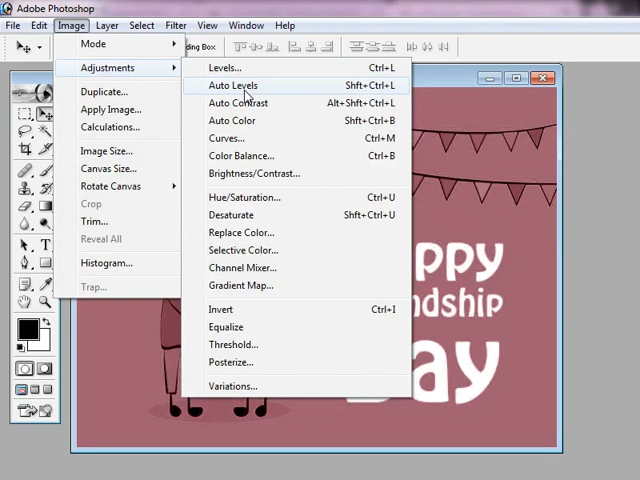 Adobe Photoshop
File Edit Image Layer Select Filter View Window Help
Mode
Adjustments
Duplicate...
Apply Image...
Calculations...
Image Size...
Canvas Size...
Rotate Canvas
Crop
Trim...
Reveal All
Histogram...
Trap...
Levels... Ctrl+L
Auto Levels Shft+Ctrl+L
Auto Contrast Alt+Shft+Ctrl+L
Auto Color Shft+Ctrl+B
Curves... Ctrl+M
Color Balance... Ctrl+B
Brightness/Contrast...
Hue/Saturation... Ctrl+U
Desaturate Shft+Ctrl+U
Replace Color...
Selective Color...
Channel Mixer...
Gradient Map...
Invert Ctrl+I
Equalize
Threshold...
Posterize...
Variations...
ding Box
ppy
ndship
ay